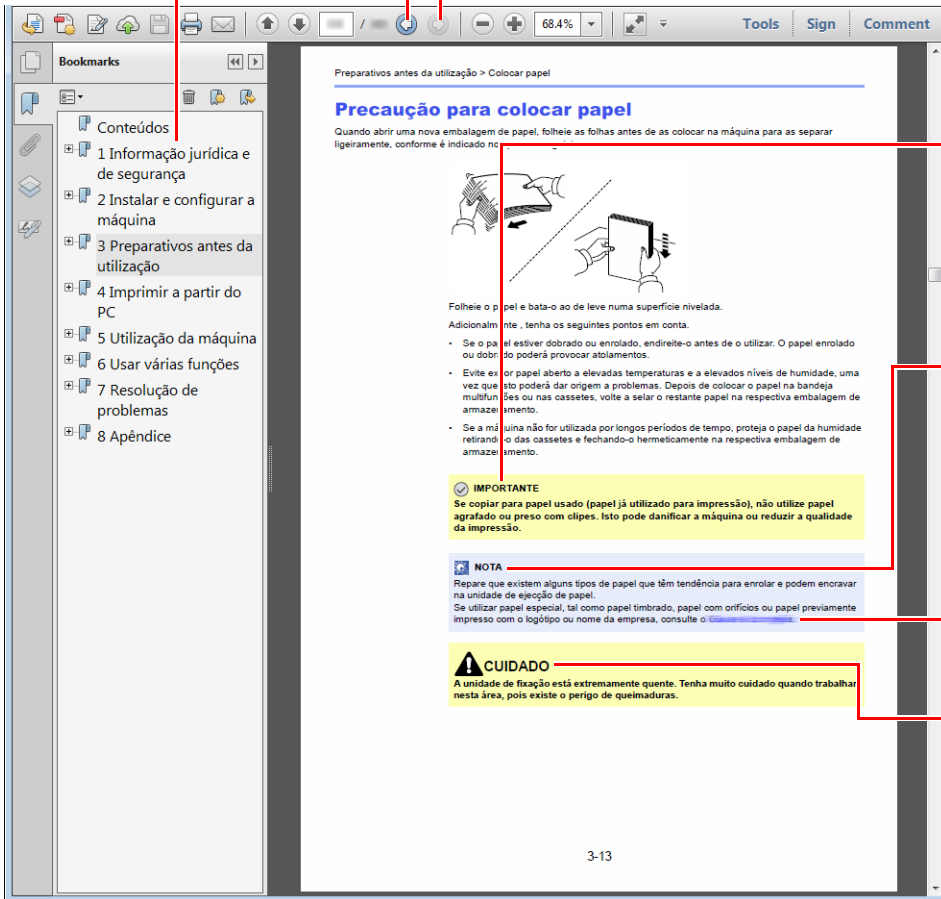 68.4%
Tools
Sign
Comment
Bookmarks
Conteúdos
1 Informação jurídica e
de segurança
2 Instalar e configurar a
máquina
3 Preparativos antes da
utilização
4 Imprimir a partir do
PC
5 Utilização da máquina
6 Usar várias funções
7 Resolução de
problemas
8 Apêndice
Preparativos antes da utilização > Colocar papel
Precaução para colocar papel
Quando abrir uma nova embalagem de papel, folheie as folhas antes de as colocar na máquina para as separar
ligeiramente, conforme é indicado
Folheie o papel e bata-o ao de leve numa superfície nivelada.
Adicionalmente , tenha os seguintes pontos em conta.
• Se o papel estiver dobrado ou enrolado, endireite-o antes de o utilizar. O papel enrolado
ou dobrado poderá provocar atolamentos.
• Evite expor papel aberto a elevadas temperaturas e a elevados níveis de humidade, uma
vez que isto poderá dar origem a problemas. Depois de colocar o papel na bandeja
multifunções ou nas cassetes, volte a selar o restante papel na respectiva embalagem de
armazenamento.
• Se a máquina não for utilizada por longos períodos de tempo, proteja o papel da humidade
retirando-o das cassetes e fechando-o hermeticamente na respectiva embalagem de
armazenamento.
IMPORTANTE
Se copiar para papel usado (papel já utilizado para impressão), não utilize papel
agrafado ou preso com clipes. Isto pode danificar a máquina ou reduzir a qualidade
da impressão.
NOTA
Repare que existem alguns tipos de papel que têm tendência para enrolar e podem encravar
na unidade de ejecção de papel.
Se utilizar papel especial, tal como papel timbrado, papel com orifícios ou papel previamente
impresso com o logótipo ou nome da empresa, consulte o
CUIDADO
A unidade de fixação está extremamente quente. Tenha muito cuidado quando trabalhar
nesta área, pois existe o perigo de queimaduras.
3-13